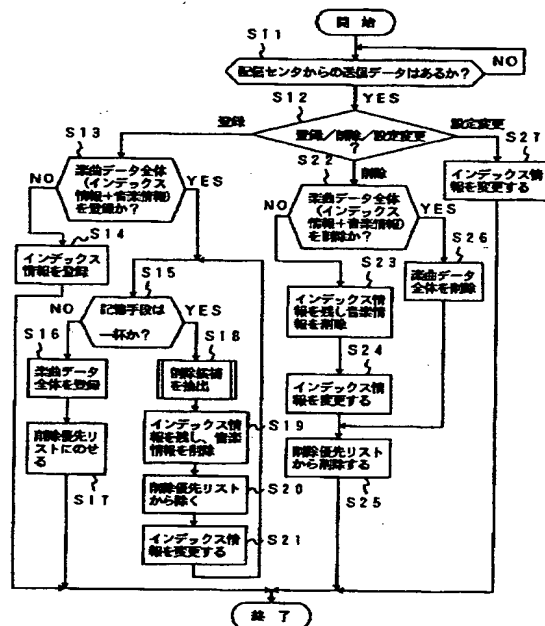 開 始
S11
配信センタからの送信データはあるか?
NO
YES
S12
登録/削除/設定変更
?
登録
削除
設定変更
S13
楽曲データ全体
(インデックス
情報+音楽情報)
を登録か?
NO
YES
S14
インデックス
情報を登録
S15
記憶手段は
一杯か?
NO
YES
S16
楽曲データ
全体を登録
削除優先リ
ストにのせ
る
S17
S18
削除候補
を抽出
インデックス情
報を残し、音楽
情報を削除
S19
削除優先リスト
から除く
S20
インデックス情
報を変更する
S21
S22
楽曲データ全体
(インデックス
情報+音楽情報)
を削除か?
NO
YES
S23
インデックス情
報を残し音楽情
報を削除
S24
インデックス情
報を変更する
削除優先リスト
から削除する
S25
S26
楽曲データ
全体を削除
S27
インデックス情
報を変更する
終 了